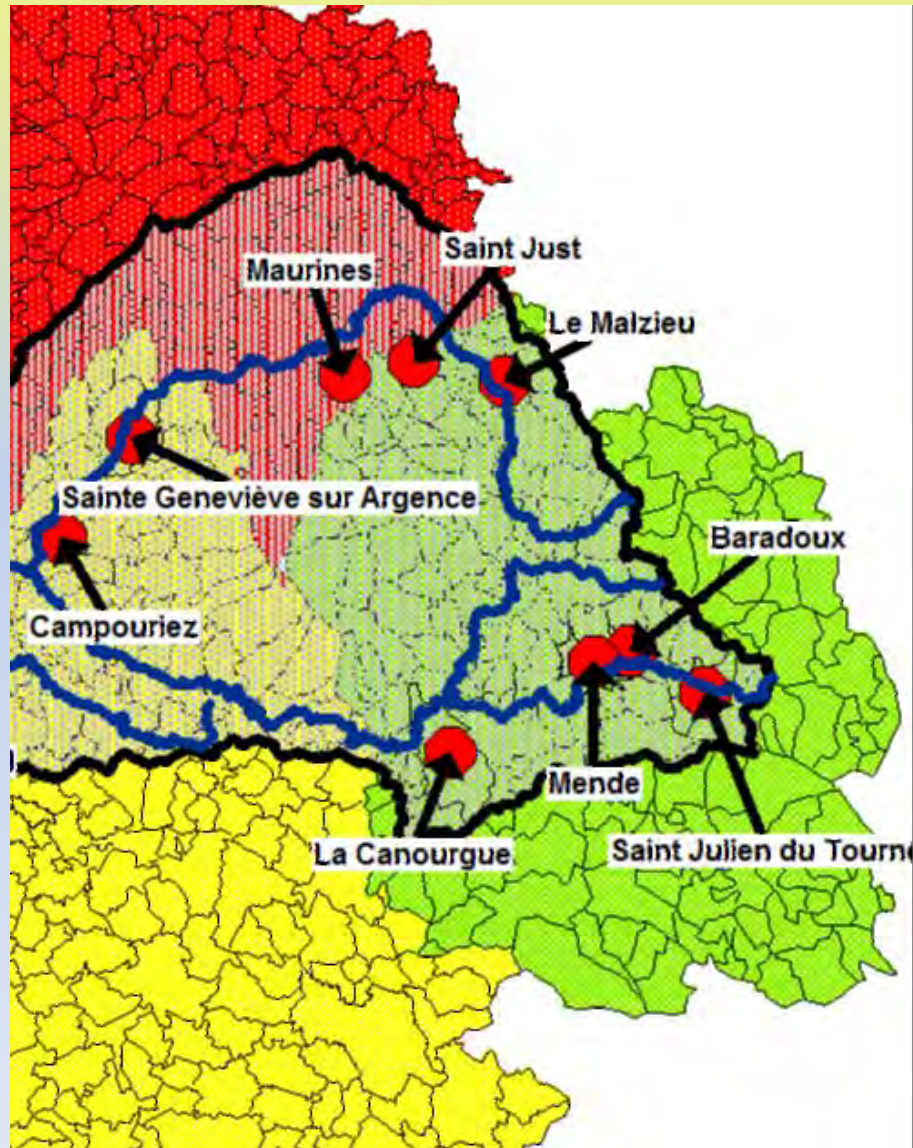 Saint Just
Maurines
Le Malzieu
Sainte Geneviève sur Argence
Baradoux
Campouriez
Mende
La Canourgue
Saint Julien du Tourne